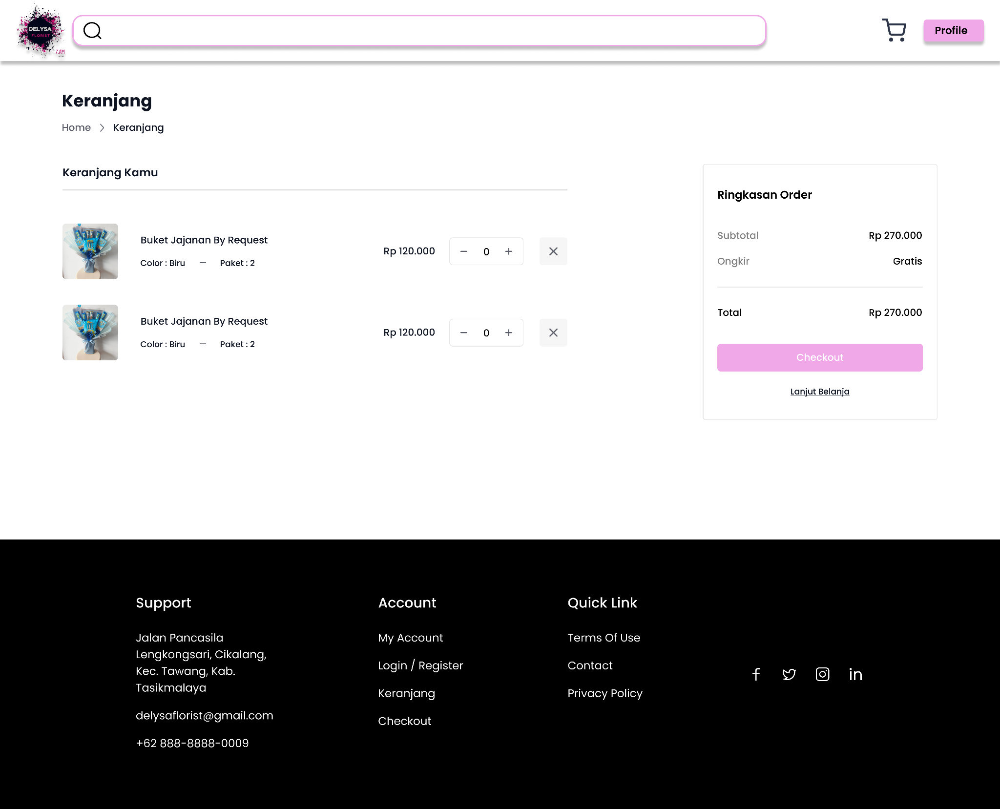 DELYSA
FLORIST
7.AM
Profile
Keranjang
Home
Keranjang
Keranjang Kamu
Buket Jajanan By Request
Color : Biru – Paket : 2
Rp 120.000
− 0 +
Buket Jajanan By Request
Color : Biru – Paket : 2
Rp 120.000
− 0 +
Ringkasan Order
Subtotal Rp 270.000
Ongkir Gratis
Total Rp 270.000
Checkout
Lanjut Belanja
Support
Jalan Pancasila
Lengkongsari, Cikalang,
Kec. Tawang, Kab.
Tasikmalaya
delysaflorist@gmail.com
+62 888-8888-0009
Account
My Account
Login / Register
Keranjang
Checkout
Quick Link
Terms Of Use
Contact
Privacy Policy